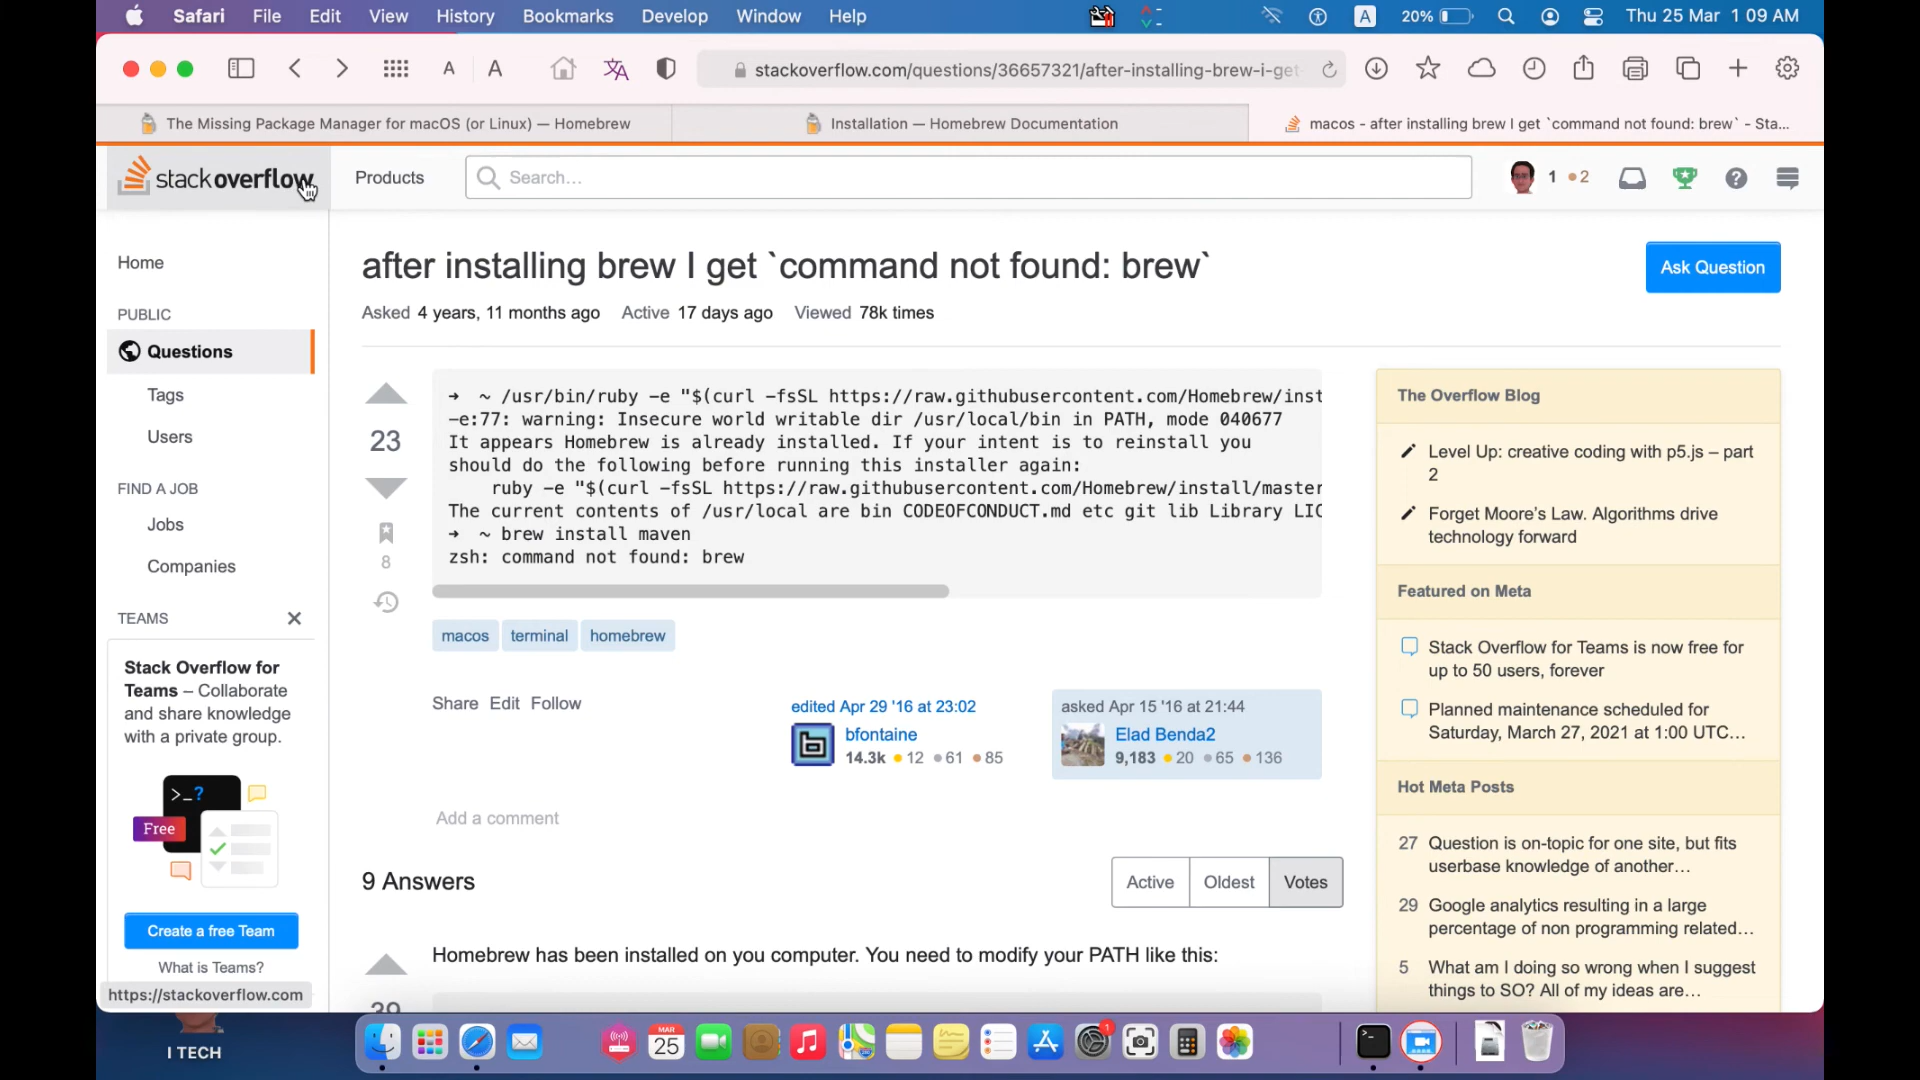 Safari File Edit View History Bookmarks Develop Window Help A 20% Thu 25 Mar 1 09 AM
A A stackoverflow.com/questions/36657321/after-installing-brew-i-get-
The Missing Package Manager for macOS (or Linux) — Homebrew
Installation — Homebrew Documentation
macos - after installing brew I get `command not found: brew` - Sta...
stackoverflow
Products
Search...
1 2
Home
PUBLIC
Questions
Tags
Users
FIND A JOB
Jobs
Companies
TEAMS
Stack Overflow for
Teams – Collaborate
and share knowledge
with a private group.
>_?
Free
Create a free Team
What is Teams?
https://stackoverflow.com
after installing brew I get `command not found: brew`
Ask Question
Asked 4 years, 11 months ago Active 17 days ago Viewed 78k times
23
8
→ ~ /usr/bin/ruby -e "$(curl -fsSL https://raw.githubusercontent.com/Homebrew/inst
-e:77: warning: Insecure world writable dir /usr/local/bin in PATH, mode 040677
It appears Homebrew is already installed. If your intent is to reinstall you
should do the following before running this installer again:
ruby -e "$(curl -fsSL https://raw.githubusercontent.com/Homebrew/install/master
The current contents of /usr/local are bin CODEOFCONDUCT.md etc git lib Library LIC
→ ~ brew install maven
zsh: command not found: brew
macos terminal homebrew
Share Edit Follow
edited Apr 29 '16 at 23:02
bfontaine
14.3k 12 61 85
asked Apr 15 '16 at 21:44
Elad Benda2
9,183 20 65 136
Add a comment
9 Answers
Active Oldest Votes
Homebrew has been installed on you computer. You need to modify your PATH like this:
The Overflow Blog
Level Up: creative coding with p5.js – part
2
Forget Moore's Law. Algorithms drive
technology forward
Featured on Meta
Stack Overflow for Teams is now free for
up to 50 users, forever
Planned maintenance scheduled for
Saturday, March 27, 2021 at 1:00 UTC...
Hot Meta Posts
27 Question is on-topic for one site, but fits
userbase knowledge of another...
29 Google analytics resulting in a large
percentage of non programming related...
5 What am I doing so wrong when I suggest
things to SO? All of my ideas are...
I TECH
MAR
25
1